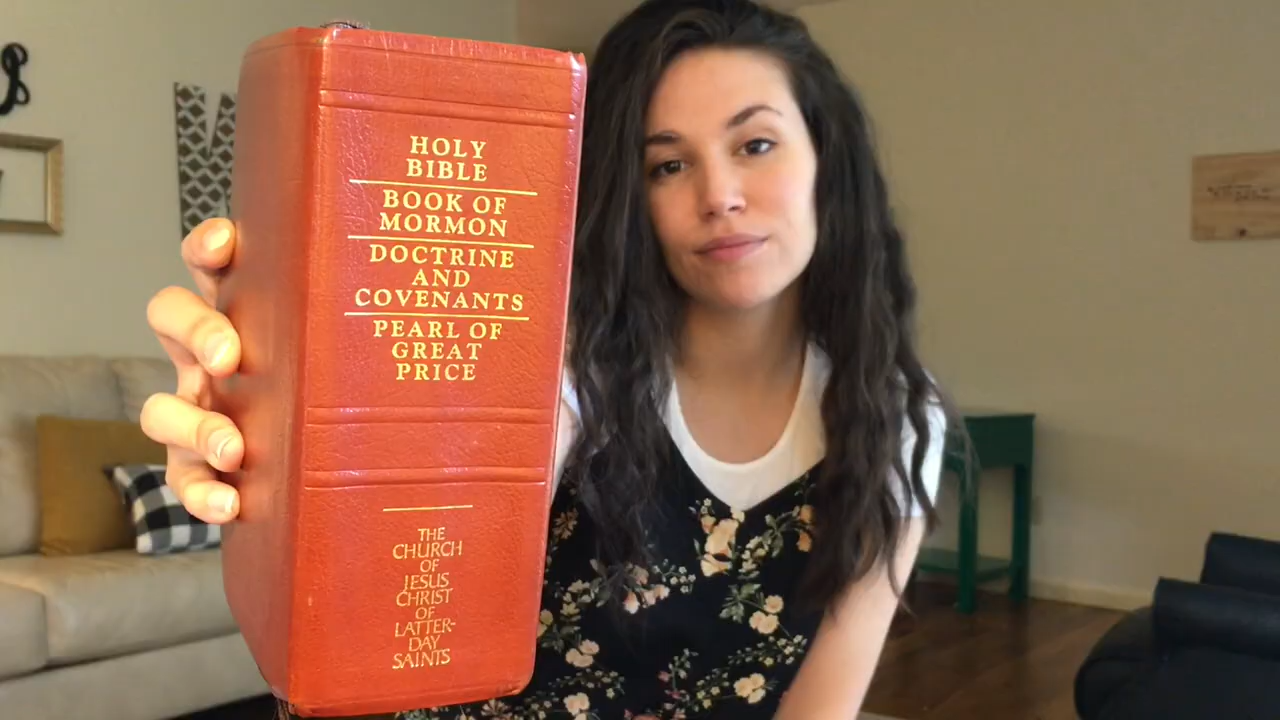 HOLY
BIBLE
BOOK OF
MORMON
DOCTRINE
AND
COVENANTS
PEARL OF
GREAT
PRICE
THE
CHURCH
OF
JESUS
CHRIST
OF
LATTER-
DAY
SAINTS